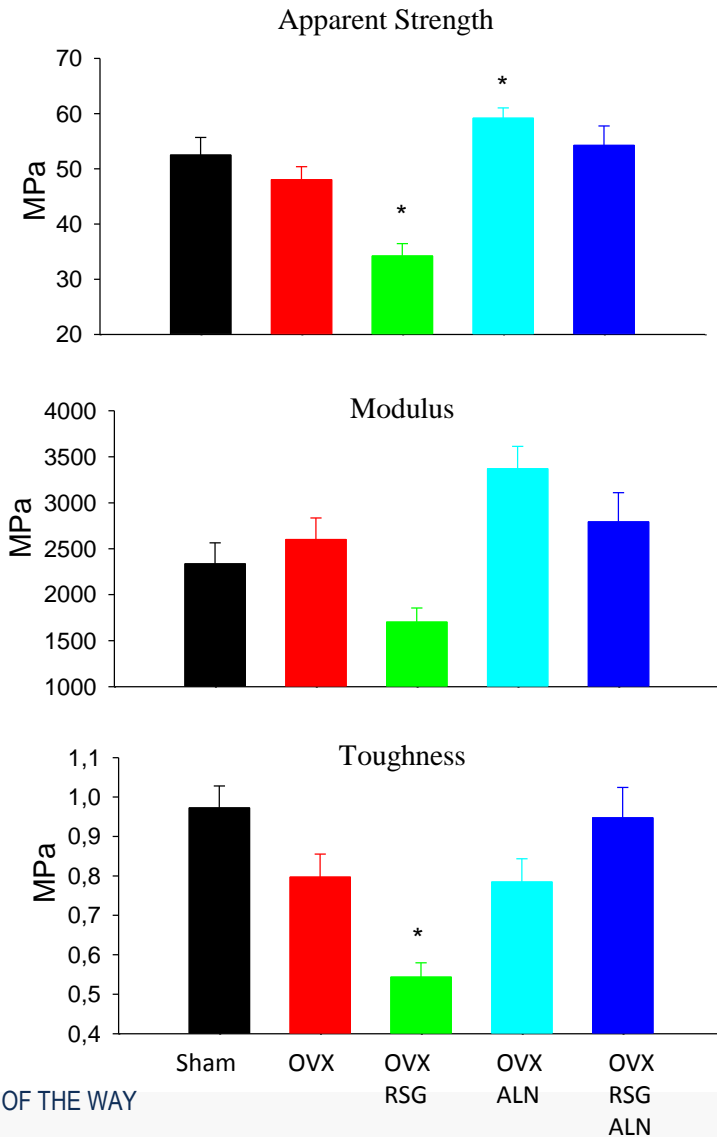 Apparent Strength
70
60
50
40
30
20
MPa
*
*
Modulus
4000
3500
3000
2500
2000
1500
1000
MPa
Toughness
1,1
1,0
0,9
0,8
0,7
0,6
0,5
0,4
MPa
*
Sham
OVX
OVX
RSG
OVX
ALN
OVX
RSG
ALN
OF THE WAY